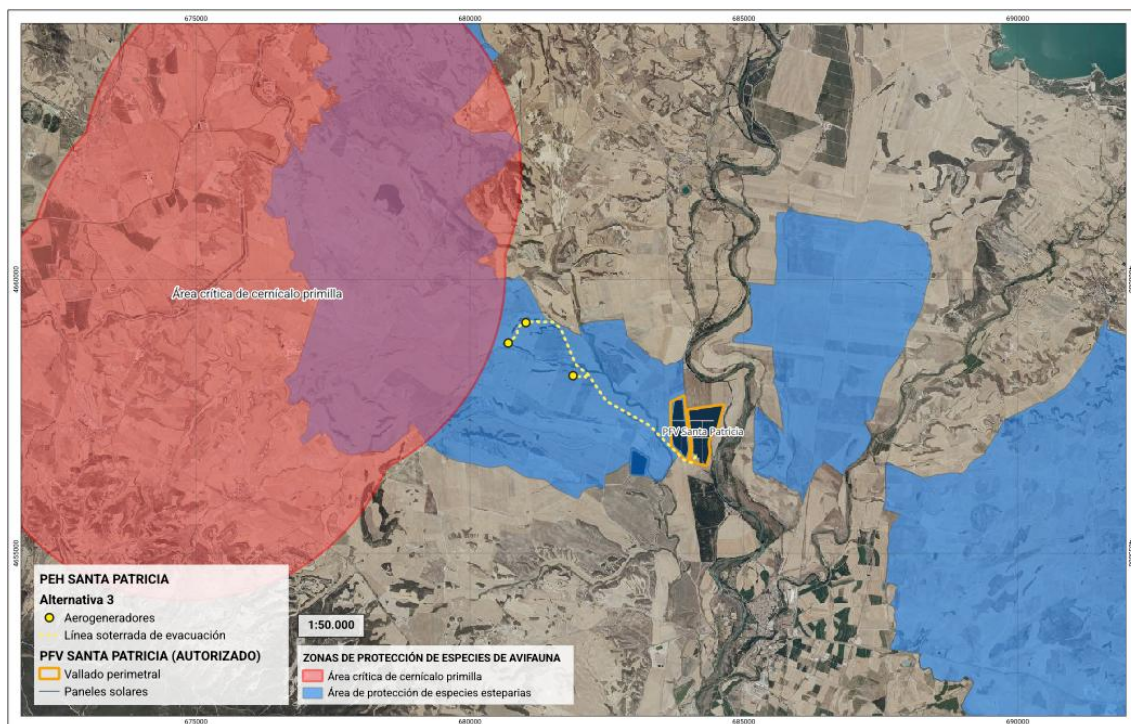 675000 680000 685000 690000
4660000
Área crítica de cernícalo primilla
PFV Santa Patricia
4655000
PEH SANTA PATRICIA
Alternativa 3
Aerogeneradores
Línea soterrada de evacuación
PFV SANTA PATRICIA (AUTORIZADO)
Vallado perimetral
Paneles solares
1:50.000
ZONAS DE PROTECCIÓN DE ESPECIES DE AVIFAUNA
Área crítica de cernícalo primilla
Área de protección de especies esteparias
675000 680000 685000 690000